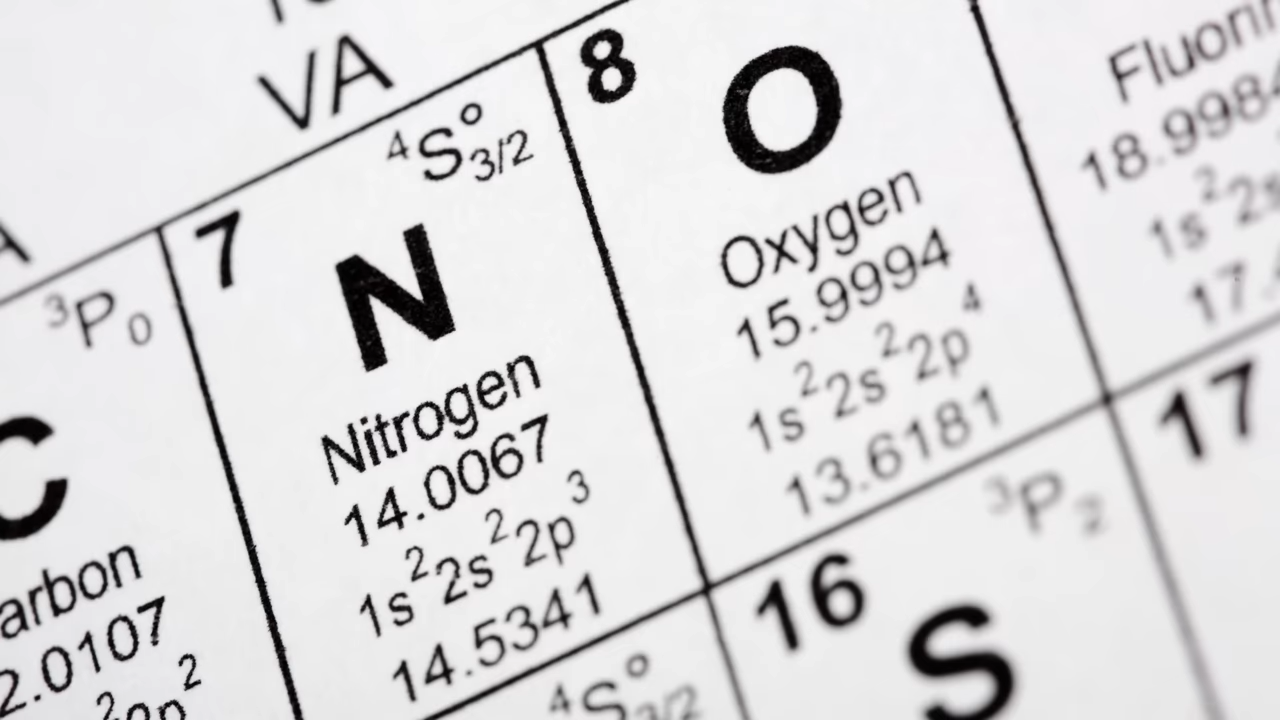 VA
³P₀
C
arbon
2.0107
7
⁴S°₃/₂
N
Nitrogen
14.0067
1s²2s²2p³
14.5341
8
O
Oxygen
15.9994
1s²2s²2p⁴
13.6181
Fluorin
18.9984
1s²2s
17.
⁴S°₃/₂
16
³P₂
S
17